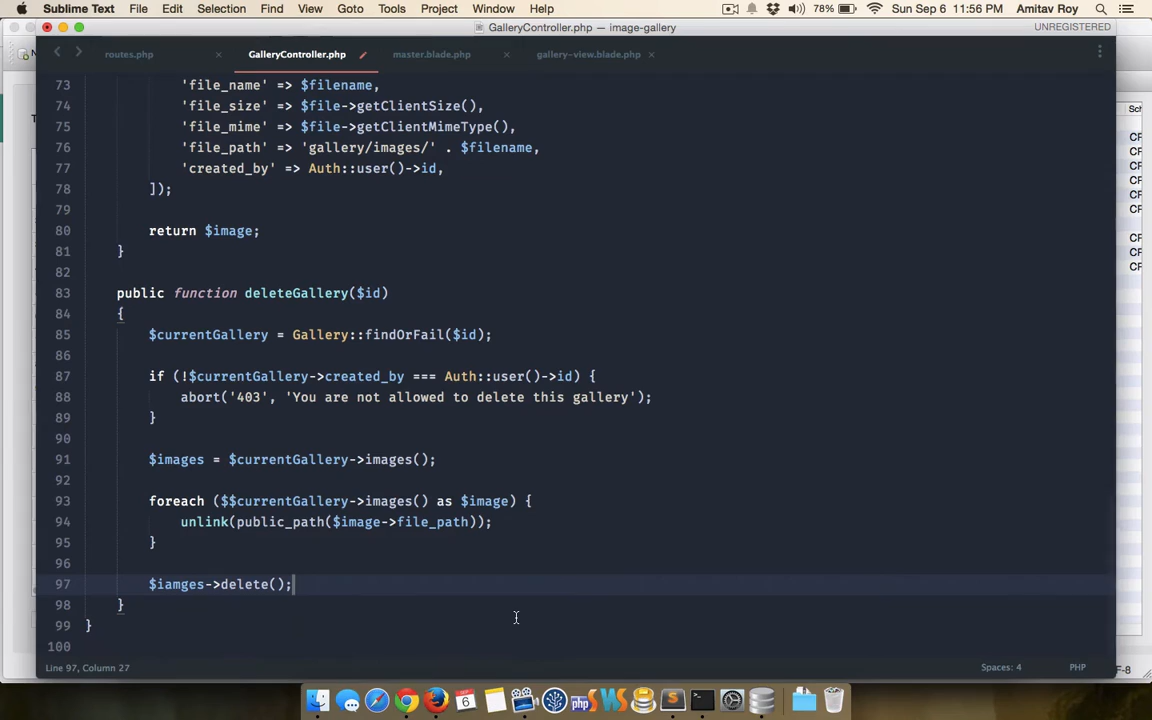 Sublime Text File Edit Selection Find View Goto Tools Project Window Help 78% Sun Sep 6 11:56 PM Amitav Roy
GalleryController.php — image-gallery UNREGISTERED
routes.php GalleryController.php master.blade.php gallery-view.blade.php
73 'file_name' => $filename,
74 'file_size' => $file->getClientSize(),
75 'file_mime' => $file->getClientMimeType(),
76 'file_path' => 'gallery/images/' . $filename,
77 'created_by' => Auth::user()->id,
78 ]);
79
80 return $image;
81 }
82
83 public function deleteGallery($id)
84 {
85 $currentGallery = Gallery::findOrFail($id);
86
87 if (!$currentGallery->created_by === Auth::user()->id) {
88 abort('403', 'You are not allowed to delete this gallery');
89 }
90
91 $images = $currentGallery->images();
92
93 foreach ($$currentGallery->images() as $image) {
94 unlink(public_path($image->file_path));
95 }
96
97 $iamges->delete();
98 }
99 }
100
Line 97, Column 27 Spaces: 4 PHP